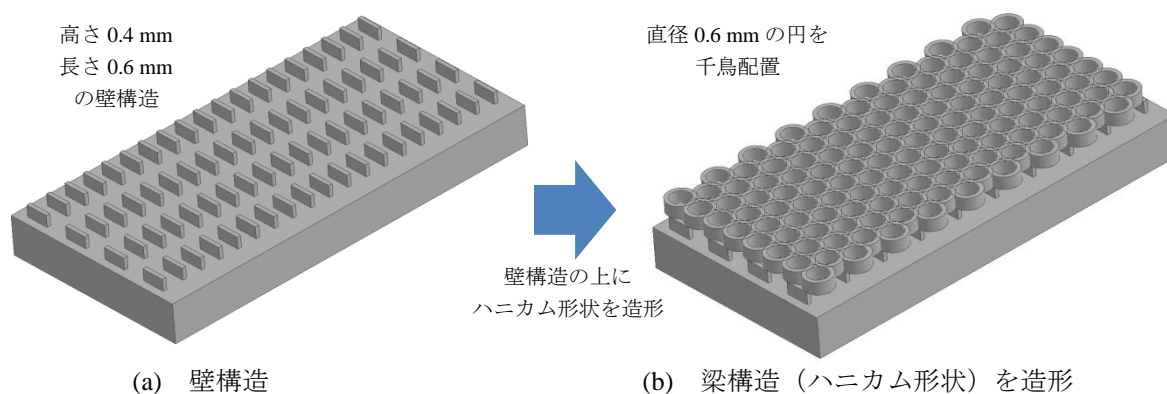 高さ 0.4 mm
長さ 0.6 mm
の壁構造
直径 0.6 mm の円を
千鳥配置
壁構造の上に
ハニカム形状を造形
(a) 壁構造
(b) 梁構造（ハニカム形状）を造形